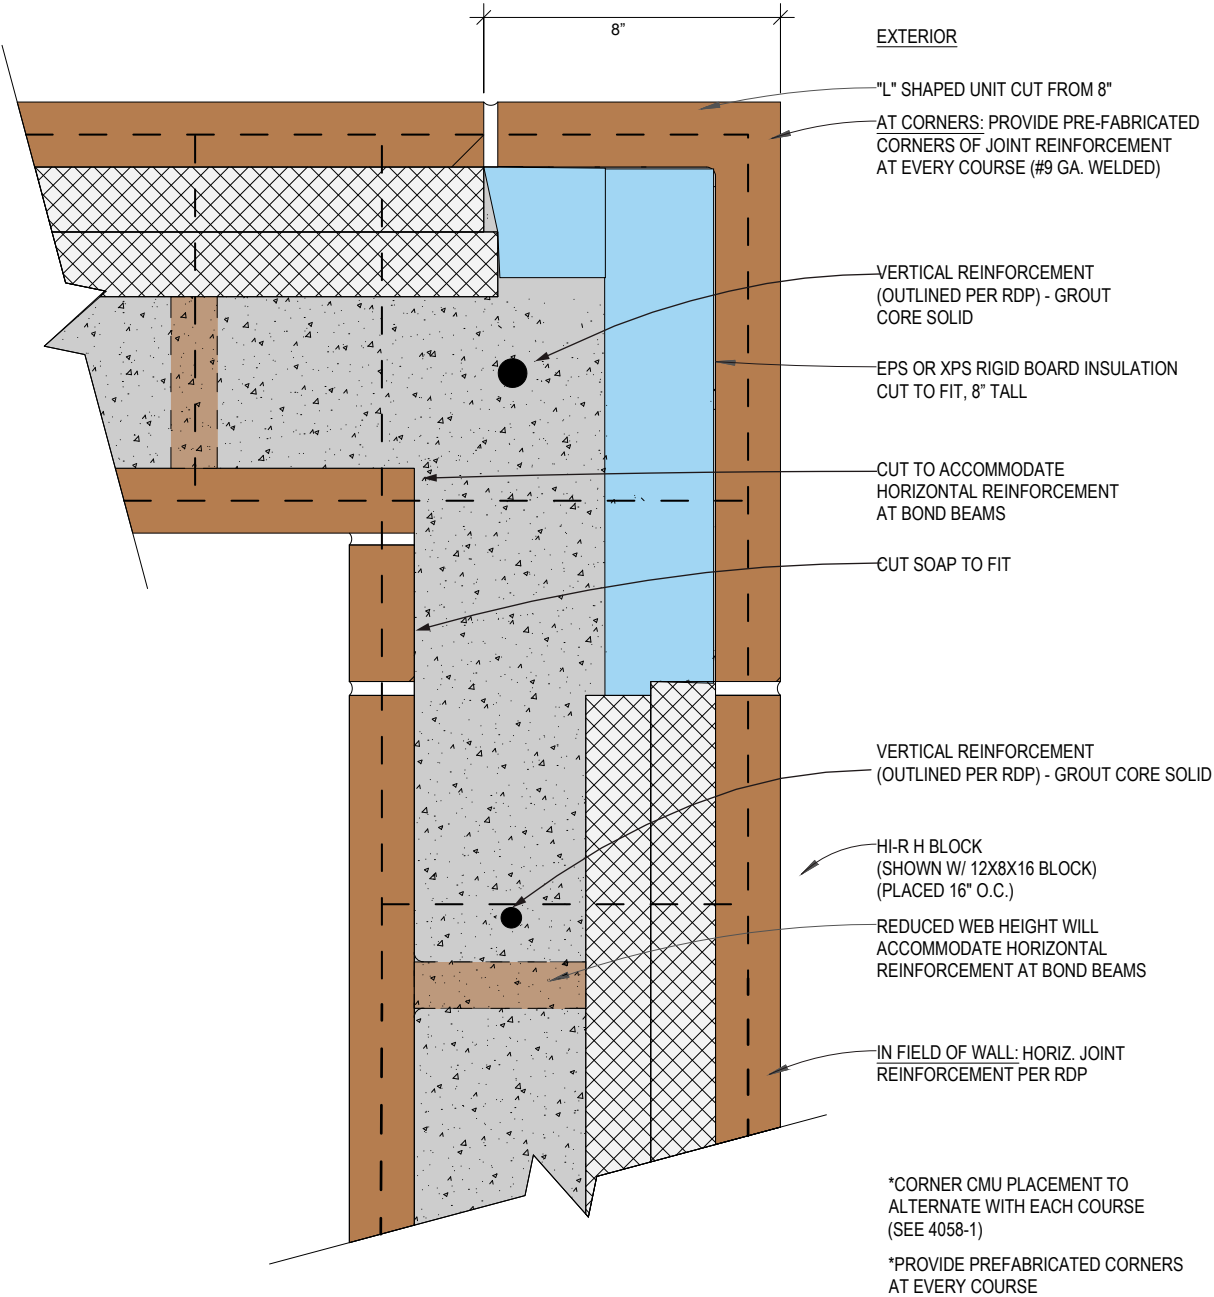 8”
EXTERIOR
"L" SHAPED UNIT CUT FROM 8"
AT CORNERS: PROVIDE PRE-FABRICATED
CORNERS OF JOINT REINFORCEMENT
AT EVERY COURSE (#9 GA. WELDED)
VERTICAL REINFORCEMENT
(OUTLINED PER RDP) - GROUT
CORE SOLID
EPS OR XPS RIGID BOARD INSULATION
CUT TO FIT, 8” TALL
CUT TO ACCOMMODATE
HORIZONTAL REINFORCEMENT
AT BOND BEAMS
CUT SOAP TO FIT
VERTICAL REINFORCEMENT
(OUTLINED PER RDP) - GROUT CORE SOLID
HI-R H BLOCK
(SHOWN W/ 12X8X16 BLOCK)
(PLACED 16" O.C.)
REDUCED WEB HEIGHT WILL
ACCOMMODATE HORIZONTAL
REINFORCEMENT AT BOND BEAMS
IN FIELD OF WALL: HORIZ. JOINT
REINFORCEMENT PER RDP
*CORNER CMU PLACEMENT TO
ALTERNATE WITH EACH COURSE
(SEE 4058-1)
*PROVIDE PREFABRICATED CORNERS
AT EVERY COURSE